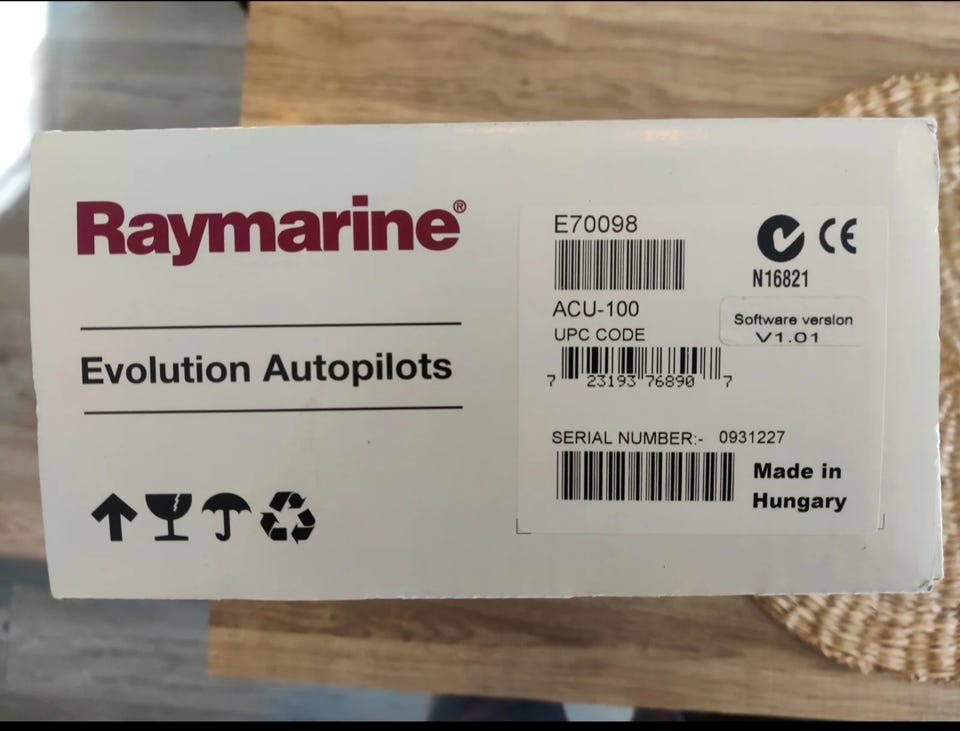 Raymarine®
Evolution Autopilots
E70098
N16821
ACU-100
UPC CODE
Software version
V1.01
7 23193 76890 7
SERIAL NUMBER:- 0931227
Made in
Hungary